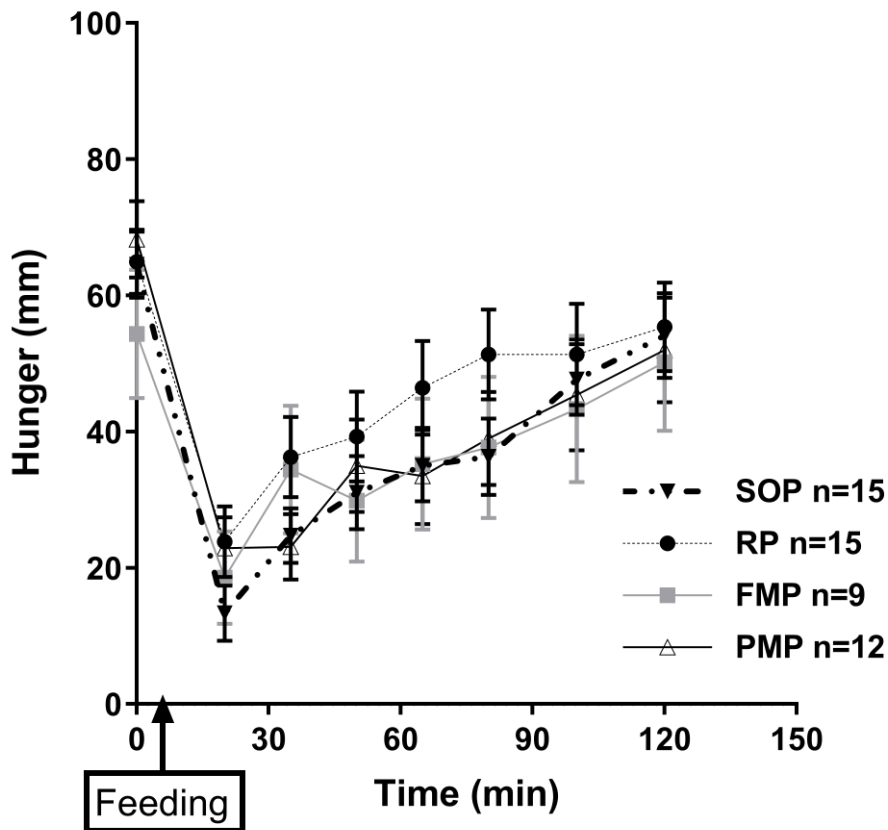 100
80
60
40
20
0
Hunger (mm)
0 30 60 90 120 150
Time (min)
Feeding
SOP n=15
RP n=15
FMP n=9
PMP n=12